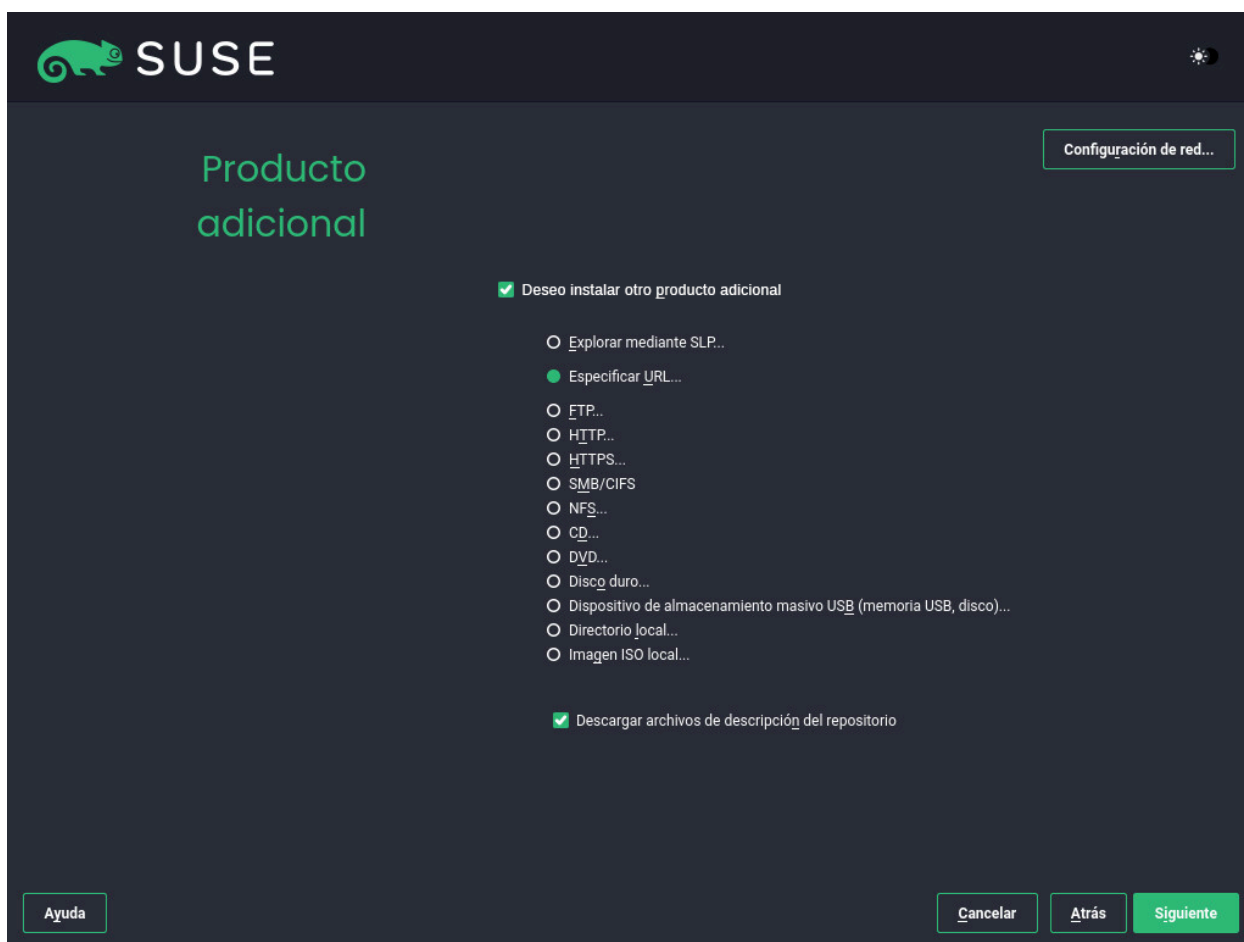 SUSE
Producto
adicional
Configuración de red...
Deseo instalar otro producto adicional
Explorar mediante SLP...
Especificar URL...
FTP...
HTTP...
HTTPS...
SMB/CIFS
NFS...
CD...
DVD...
Disco duro...
Dispositivo de almacenamiento masivo USB (memoria USB, disco)...
Directorio local...
Imagen ISO local...
Descargar archivos de descripción del repositorio
Ayuda
Cancelar
Atrás
Siguiente